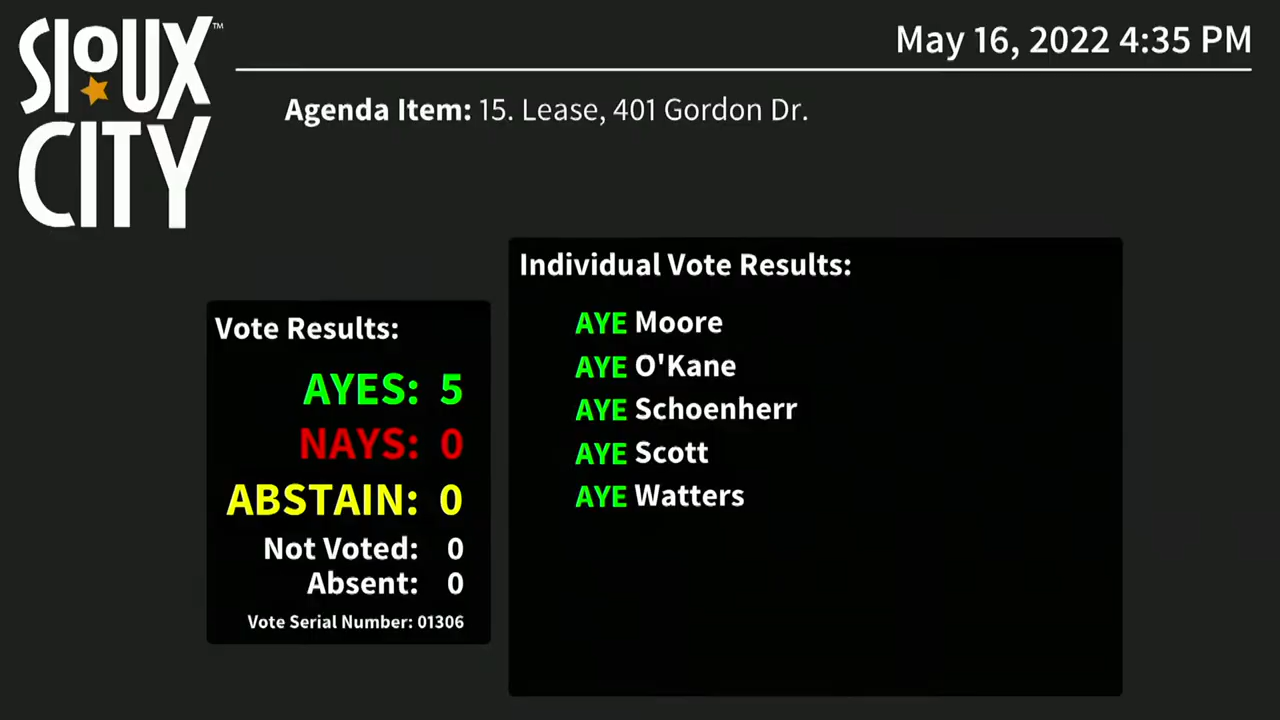 SIOUX™
CITY
May 16, 2022 4:35 PM
Agenda Item: 15. Lease, 401 Gordon Dr.
Vote Results:
AYES: 5
NAYS: 0
ABSTAIN: 0
Not Voted: 0
Absent: 0
Vote Serial Number: 01306
Individual Vote Results:
AYE Moore
AYE O'Kane
AYE Schoenherr
AYE Scott
AYE Watters